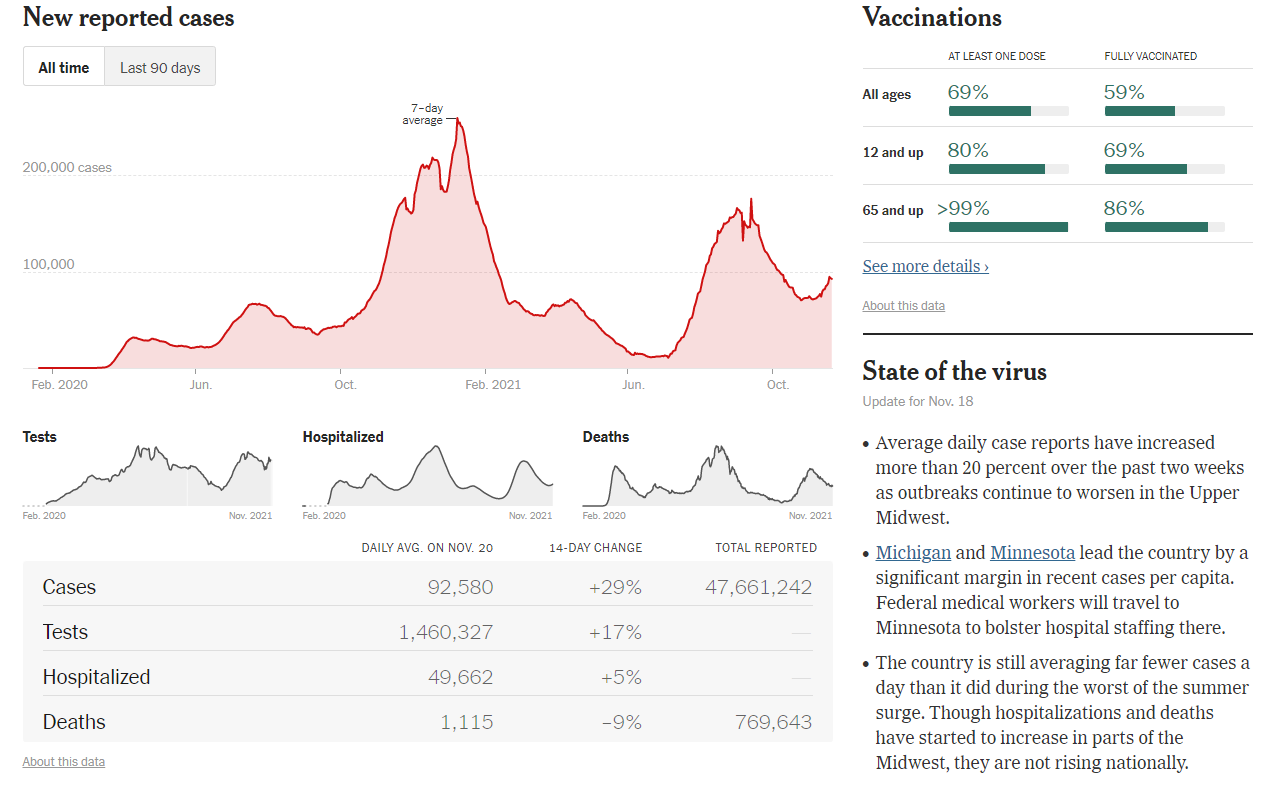 New reported cases
All time Last 90 days
7–day
average
200,000 cases
100,000
Feb. 2020 Jun. Oct. Feb. 2021 Jun. Oct.
Tests Hospitalized Deaths
Feb. 2020 Nov. 2021 Feb. 2020 Nov. 2021 Feb. 2020 Nov. 2021
DAILY AVG. ON NOV. 20 14-DAY CHANGE TOTAL REPORTED
Cases 92,580 +29% 47,661,242
Tests 1,460,327 +17% —
Hospitalized 49,662 +5% —
Deaths 1,115 –9% 769,643
About this data
Vaccinations
AT LEAST ONE DOSE FULLY VACCINATED
All ages 69% 59%
12 and up 80% 69%
65 and up >99% 86%
See more details ›
About this data
State of the virus
Update for Nov. 18
• Average daily case reports have increased
more than 20 percent over the past two weeks
as outbreaks continue to worsen in the Upper
Midwest.
• Michigan and Minnesota lead the country by a
significant margin in recent cases per capita.
Federal medical workers will travel to
Minnesota to bolster hospital staffing there.
• The country is still averaging far fewer cases a
day than it did during the worst of the summer
surge. Though hospitalizations and deaths
have started to increase in parts of the
Midwest, they are not rising nationally.